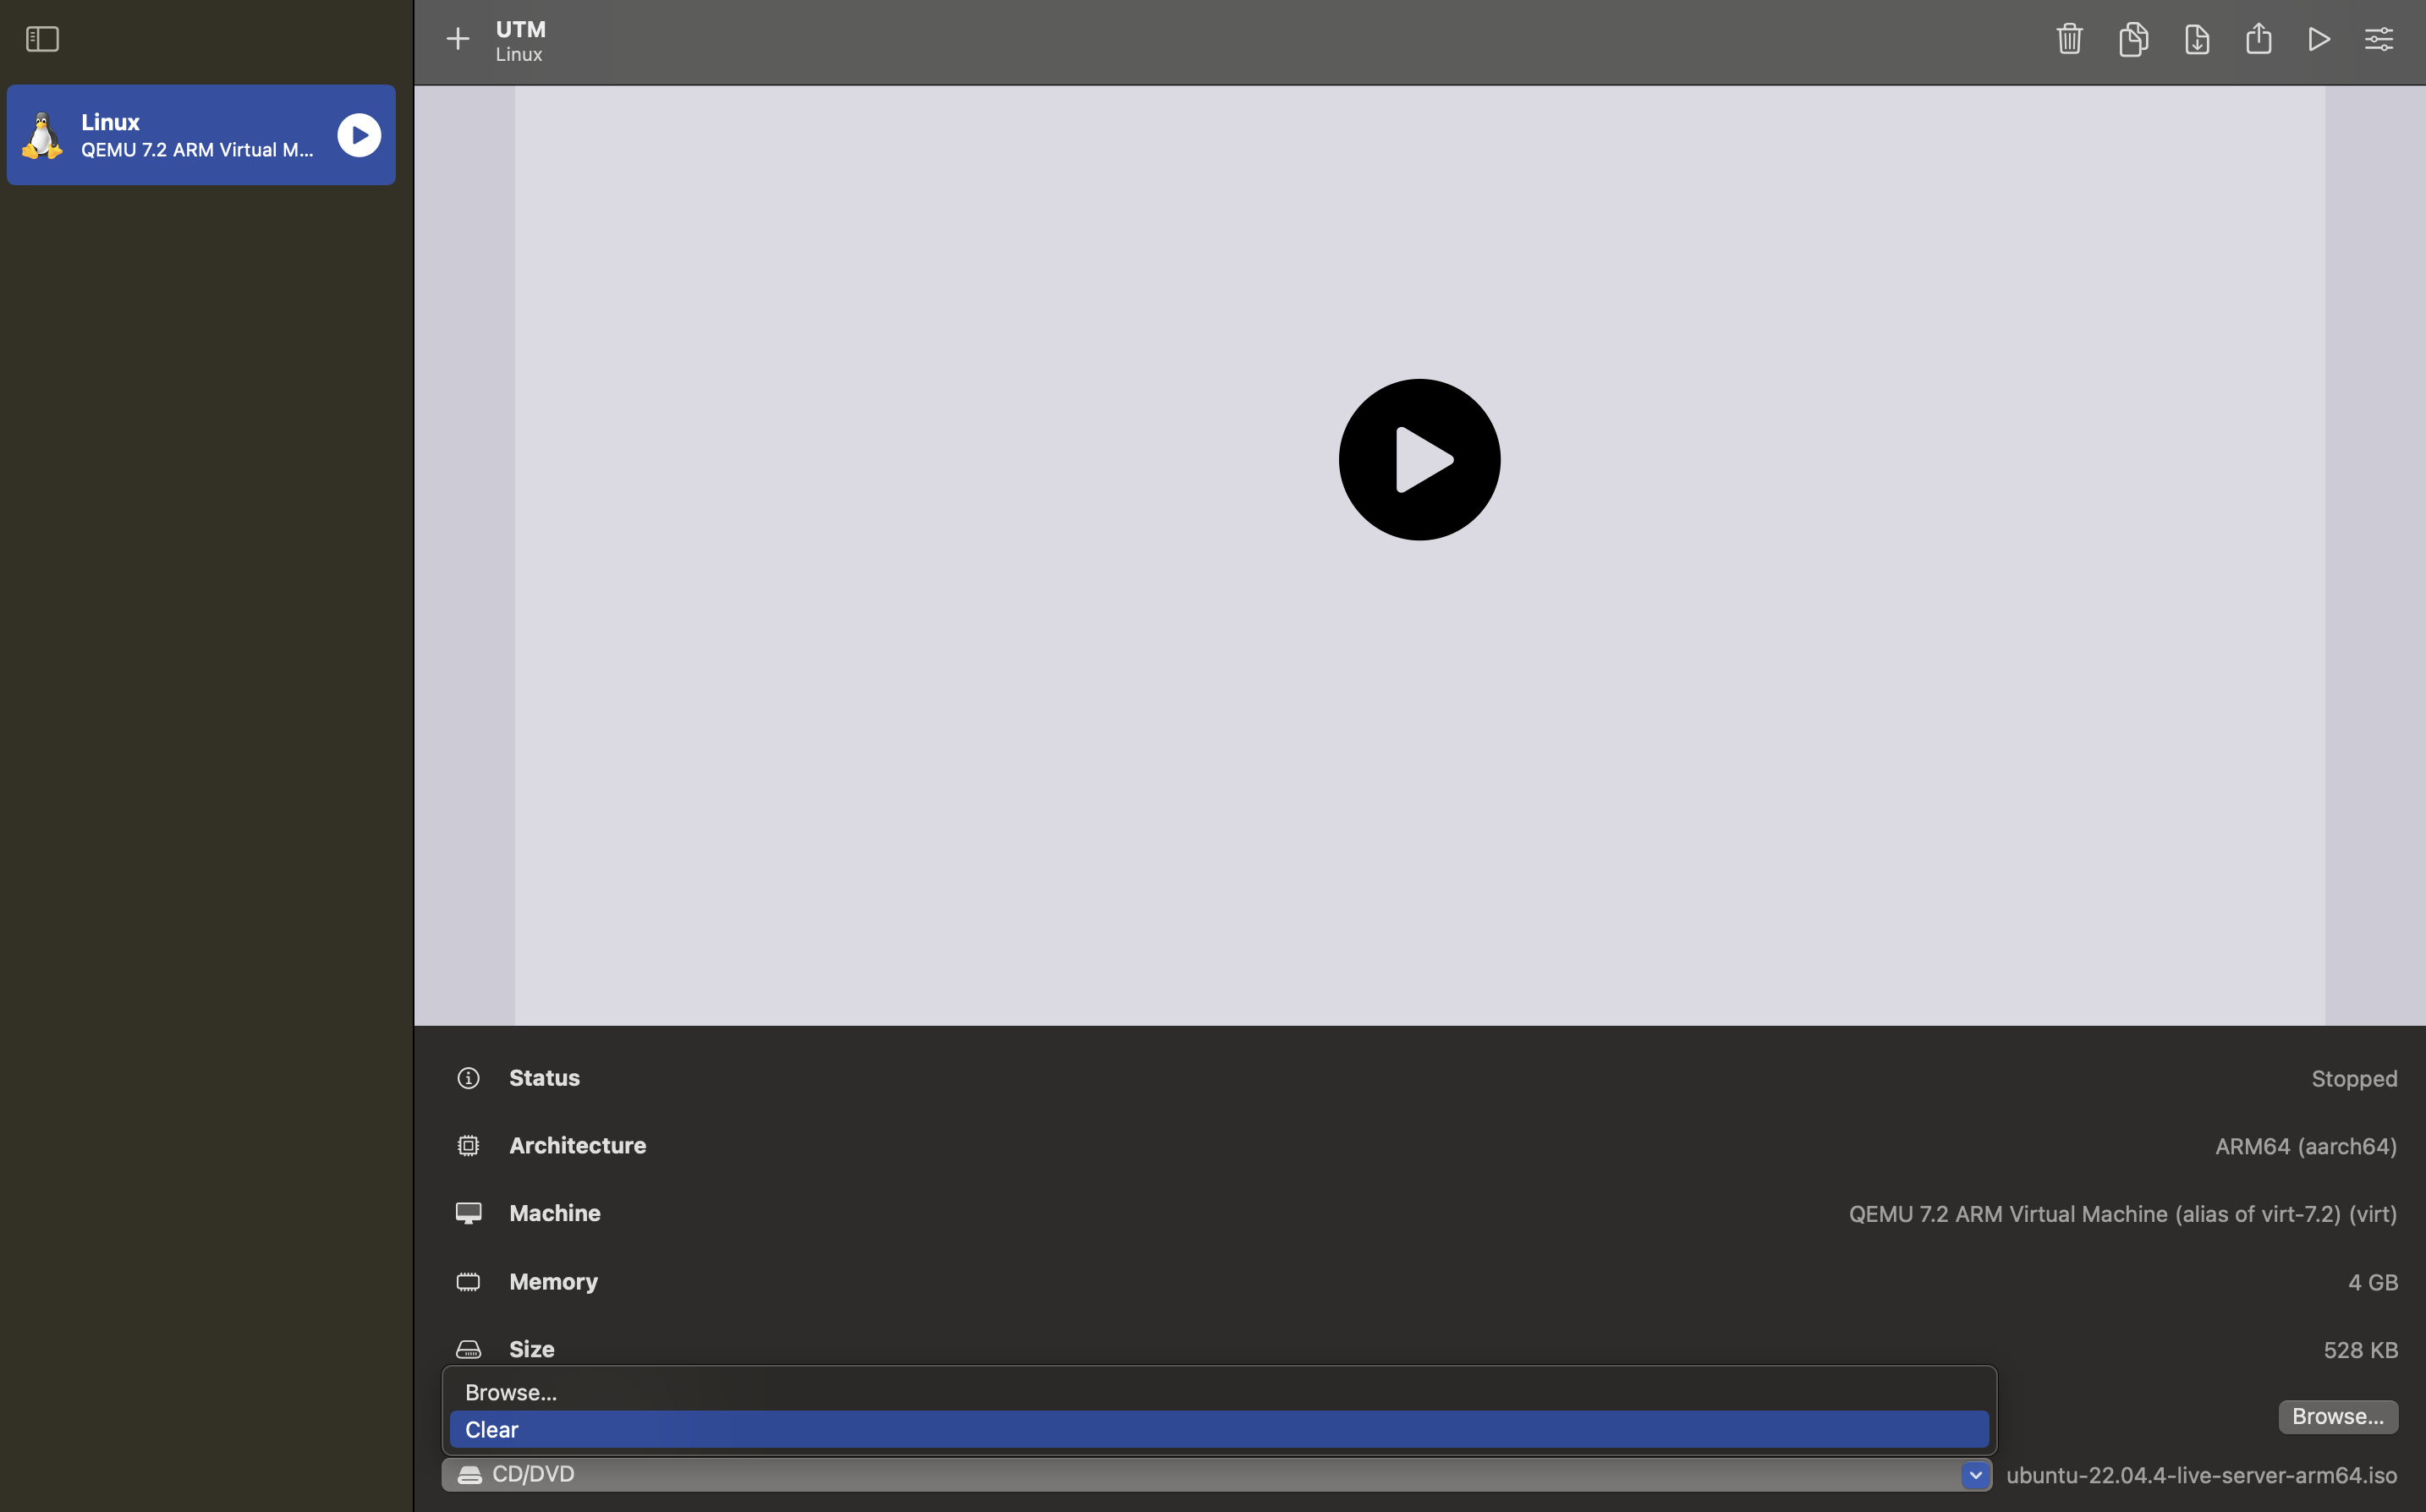 UTM
Linux
Linux
QEMU 7.2 ARM Virtual M...
Status
Stopped
Architecture
ARM64 (aarch64)
Machine
QEMU 7.2 ARM Virtual Machine (alias of virt-7.2) (virt)
Memory
4 GB
Size
528 KB
Browse...
Clear
Browse...
CD/DVD
ubuntu-22.04.4-live-server-arm64.iso